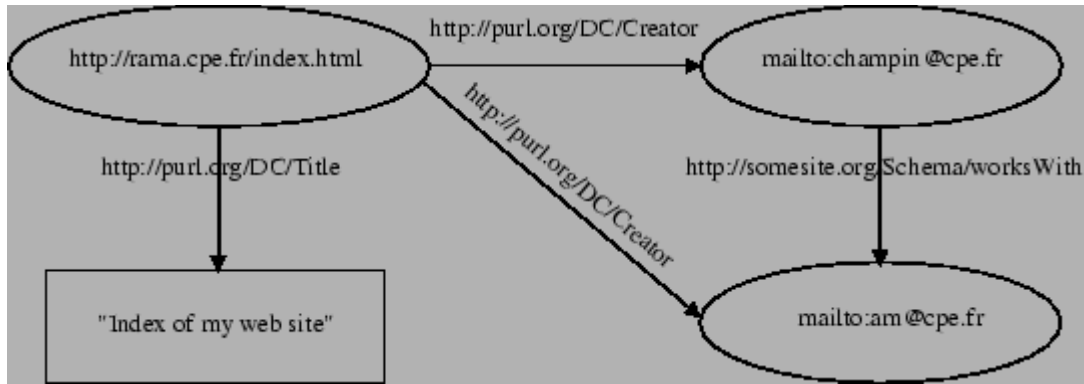 http://purl.org/DC/Creator
http://rama.cpe.fr/index.html
mailto:champin@cpe.fr
http://purl.org/DC/Creator
http://purl.org/DC/Title
http://somesite.org/Schema/worksWith
"Index of my web site"
mailto:am@cpe.fr